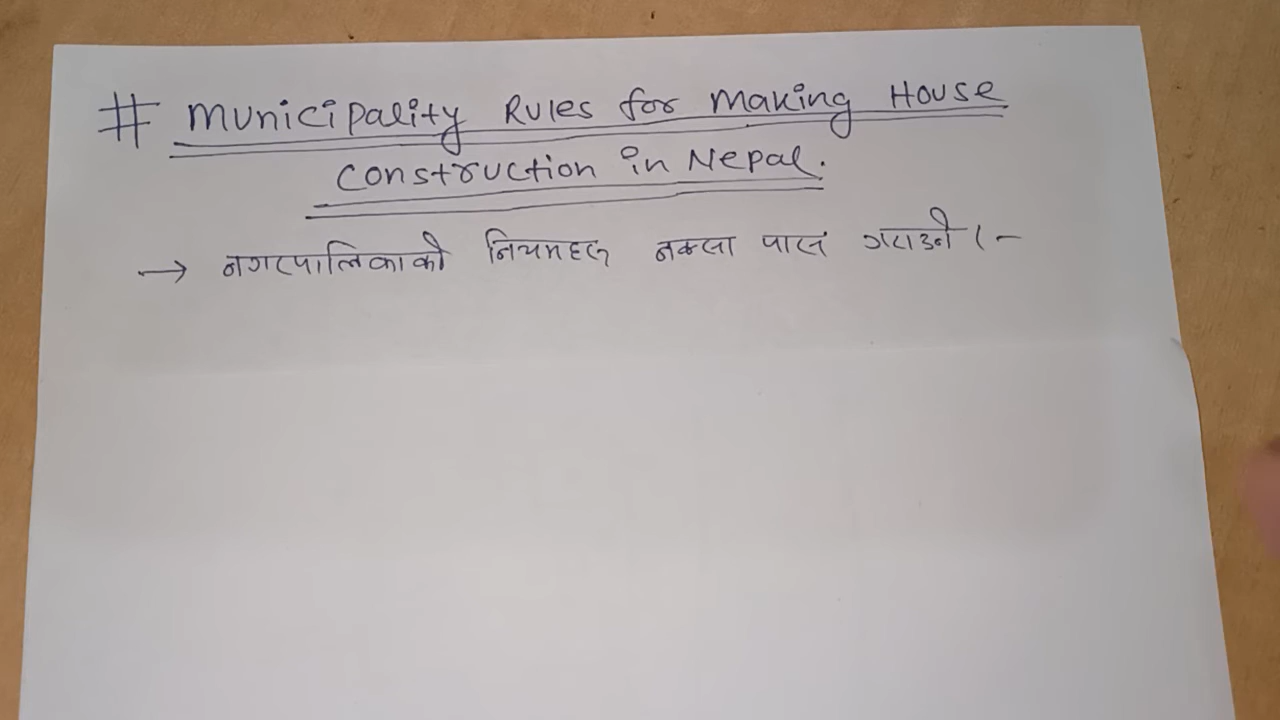 # Municipality Rules for Making House
Construction in Nepal.
→ नगरपालिकाको नियमहरू नक्सा पास गराउने।-